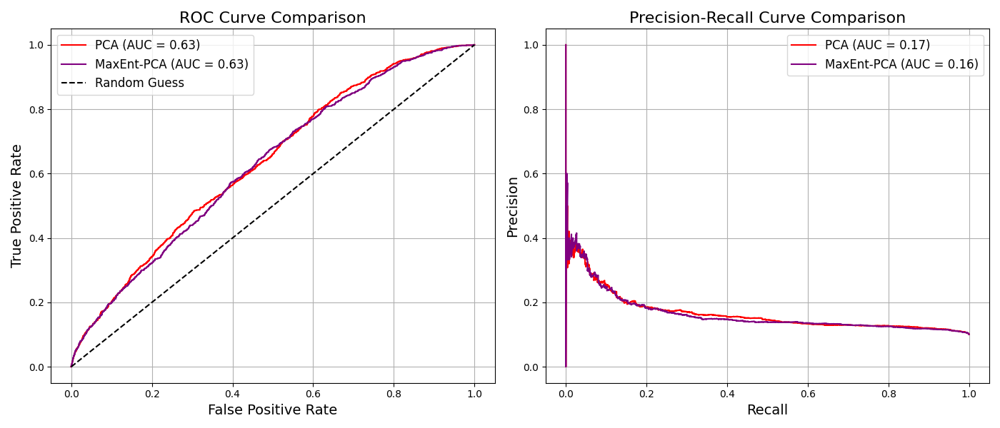 ROC Curve Comparison
PCA (AUC = 0.63)
MaxEnt-PCA (AUC = 0.63)
Random Guess
True Positive Rate
1.0
0.8
0.6
0.4
0.2
0.0
0.0 0.2 0.4 0.6 0.8 1.0
False Positive Rate
Precision-Recall Curve Comparison
PCA (AUC = 0.17)
MaxEnt-PCA (AUC = 0.16)
Precision
1.0
0.8
0.6
0.4
0.2
0.0
0.0 0.2 0.4 0.6 0.8 1.0
Recall